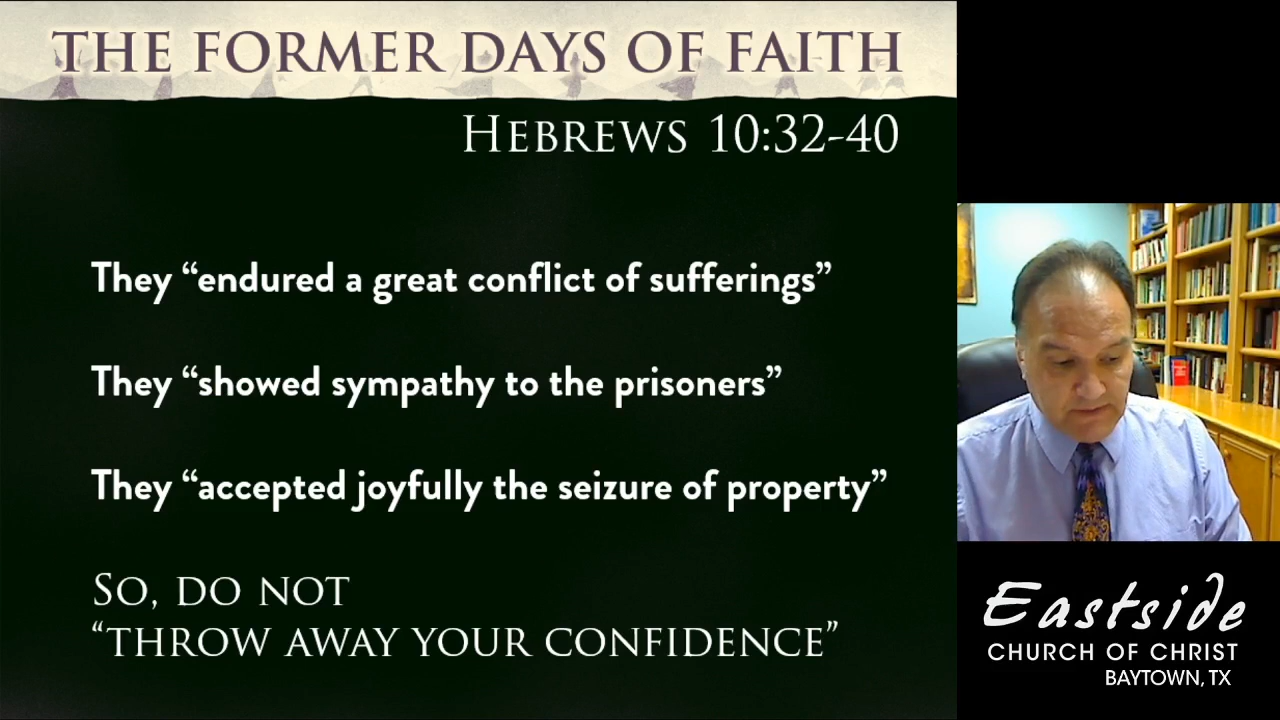 THE FORMER DAYS OF FAITH
HEBREWS 10:32-40
They “endured a great conflict of sufferings”
They “showed sympathy to the prisoners”
They “accepted joyfully the seizure of property”
SO, DO NOT
“THROW AWAY YOUR CONFIDENCE”
Eastside
CHURCH OF CHRIST
BAYTOWN, TX